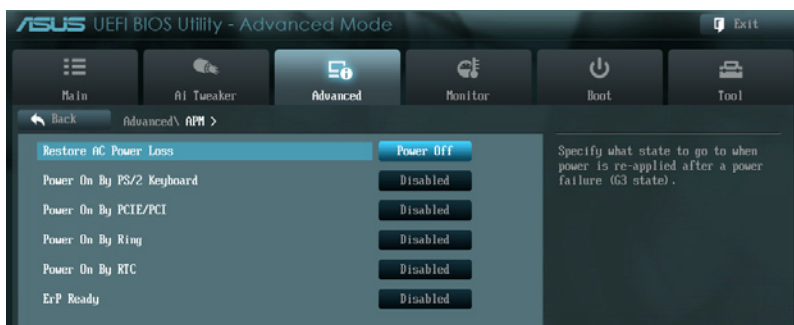 ASUS UEFI BIOS Utility - Advanced Mode
Exit
Main
Ai Tweaker
Advanced
Monitor
Boot
Tool
Back
Advanced\ APM >
Restore AC Power Loss
Power Off
Power On By PS/2 Keyboard
Disabled
Power On By PCIE/PCI
Disabled
Power On By Ring
Disabled
Power On By RTC
Disabled
ErP Ready
Disabled
Specify what state to go to when
power is re-applied after a power
failure (G3 state).